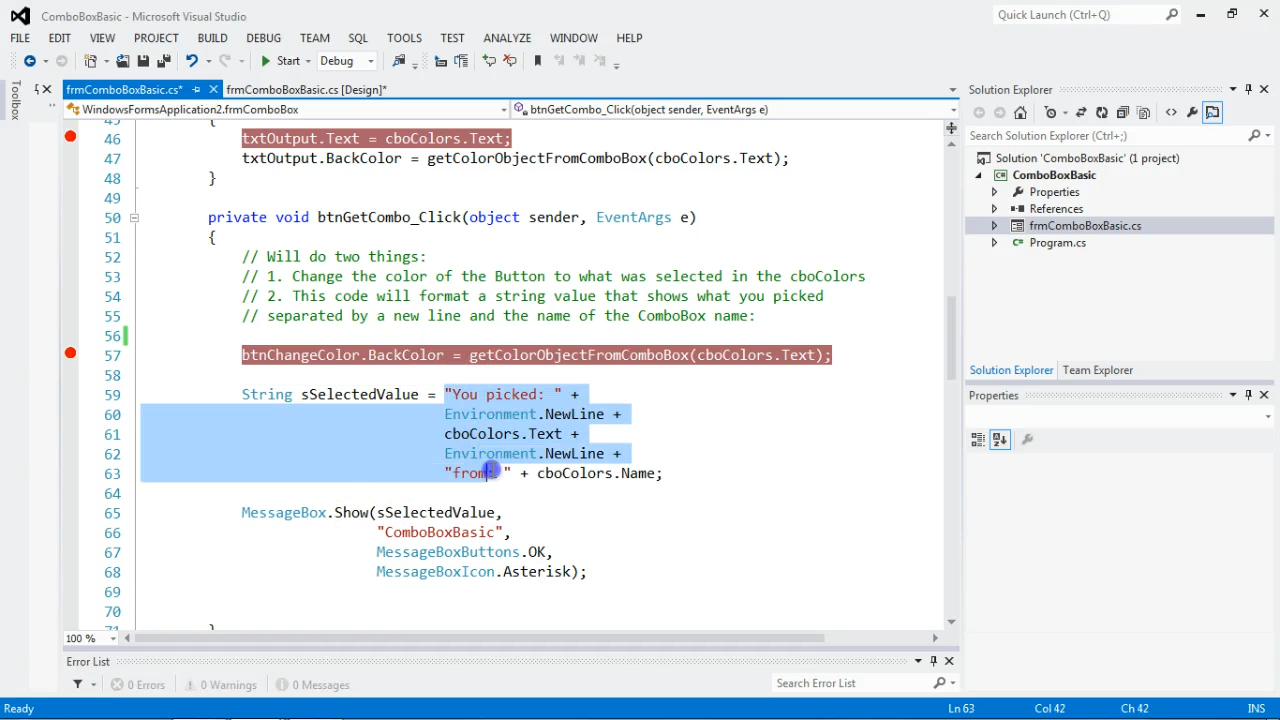 ComboBoxBasic - Microsoft Visual Studio
Quick Launch (Ctrl+Q)
FILE EDIT VIEW PROJECT BUILD DEBUG TEAM SQL TOOLS TEST ANALYZE WINDOW HELP
Start Debug
Toolbox
frmComboBoxBasic.cs* frmComboBoxBasic.cs [Design]*
WindowsFormsApplication2.frmComboBox btnGetCombo_Click(object sender, EventArgs e)
45 {
46 txtOutput.Text = cboColors.Text;
47 txtOutput.BackColor = getColorObjectFromComboBox(cboColors.Text);
48 }
49
50 private void btnGetCombo_Click(object sender, EventArgs e)
51 {
52 // Will do two things:
53 // 1. Change the color of the Button to what was selected in the cboColors
54 // 2. This code will format a string value that shows what you picked
55 // separated by a new line and the name of the ComboBox name:
56
57 btnChangeColor.BackColor = getColorObjectFromComboBox(cboColors.Text);
58
59 String sSelectedValue = "You picked: " +
60 Environment.NewLine +
61 cboColors.Text +
62 Environment.NewLine +
63 "from: " + cboColors.Name;
64
65 MessageBox.Show(sSelectedValue,
66 "ComboBoxBasic",
67 MessageBoxButtons.OK,
68 MessageBoxIcon.Asterisk);
69
70
71 }
100 %
Error List
0 Errors 0 Warnings 0 Messages
Search Error List
Solution Explorer
Search Solution Explorer (Ctrl+;)
Solution 'ComboBoxBasic' (1 project)
ComboBoxBasic
Properties
References
frmComboBoxBasic.cs
Program.cs
Solution Explorer Team Explorer
Properties
Ready Ln 63 Col 42 Ch 42 INS